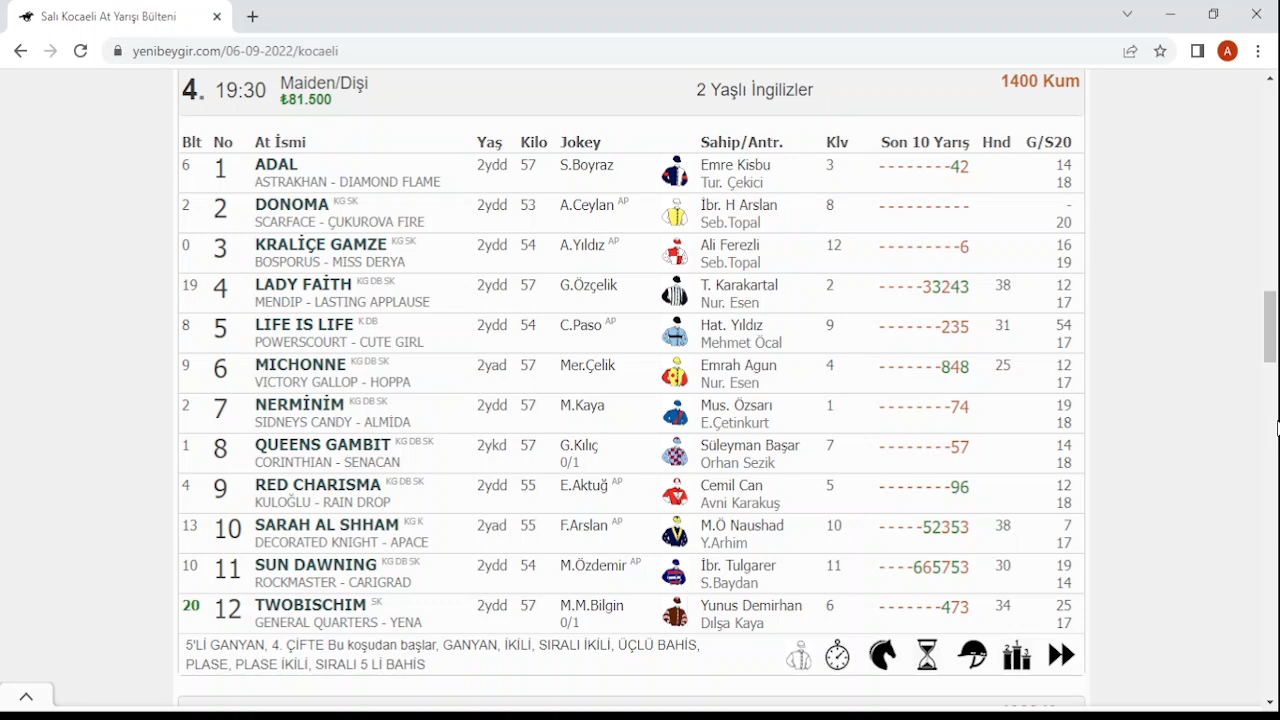 Salı Kocaeli At Yarışı Bülteni
yenibeygir.com/06-09-2022/kocaeli
A
4. 19:30 Maiden/Dişi 2 Yaşlı İngilizler 1400 Kum
₺81.500
Blt No At İsmi Yaş Kilo Jokey Sahip/Antr. Klv Son 10 Yarış Hnd G/S20
6 1 ADAL 2ydd 57 S.Boyraz Emre Kisbu 3 --------42 14
ASTRAKHAN - DIAMOND FLAME Tur. Çekici 18
2 2 DONOMA KG SK 2ydd 53 A.Ceylan AP İbr. H Arslan 8 ---------- -
SCARFACE - ÇUKUROVA FIRE Seb.Topal 20
0 3 KRALİÇE GAMZE KG SK 2ydd 54 A.Yıldız AP Ali Ferezli 12 ---------6 16
BOSPORUS - MISS DERYA Seb.Topal 19
19 4 LADY FAİTH KG DB SK 2ydd 57 G.Özçelik T. Karakartal 2 -----33243 38 12
MENDIP - LASTING APPLAUSE Nur. Esen 17
8 5 LIFE IS LIFE K DB 2ydd 54 C.Paso AP Hat. Yıldız 9 -------235 31 54
POWERSCOURT - CUTE GIRL Mehmet Öcal 17
9 6 MICHONNE KG DB SK 2yad 57 Mer.Çelik Emrah Agun 4 -------848 25 12
VICTORY GALLOP - HOPPA Nur. Esen 17
2 7 NERMİNİM KG DB SK 2ydd 57 M.Kaya Mus. Özsarı 1 --------74 19
SIDNEYS CANDY - ALMİDA E.Çetinkurt 18
1 8 QUEENS GAMBIT KG DB SK 2ykd 57 G.Kılıç Süleyman Başar 7 --------57 14
CORINTHIAN - SENACAN 0/1 Orhan Sezik 18
4 9 RED CHARISMA KG DB SK 2ydd 55 E.Aktuğ AP Cemil Can 5 --------96 12
KULOĞLU - RAIN DROP Avni Karakuş 18
13 10 SARAH AL SHHAM KG K 2yad 55 F.Arslan AP M.Ö Naushad 10 -----52353 38 7
DECORATED KNIGHT - APACE Y.Arhim 17
10 11 SUN DAWNING KG DB SK 2ydd 54 M.Özdemir AP İbr. Tulgarer 11 ----665753 30 19
ROCKMASTER - CARIGRAD S.Baydan 14
20 12 TWOBISCHIM SK 2ydd 57 M.M.Bilgin Yunus Demirhan 6 -------473 34 25
GENERAL QUARTERS - YENA 0/1 Dılşa Kaya 17
5'Lİ GANYAN, 4. ÇİFTE Bu koşudan başlar, GANYAN, İKİLİ, SIRALI İKİLİ, ÜÇLÜ BAHİS,
PLASE, PLASE İKİLİ, SIRALI 5 Lİ BAHİS